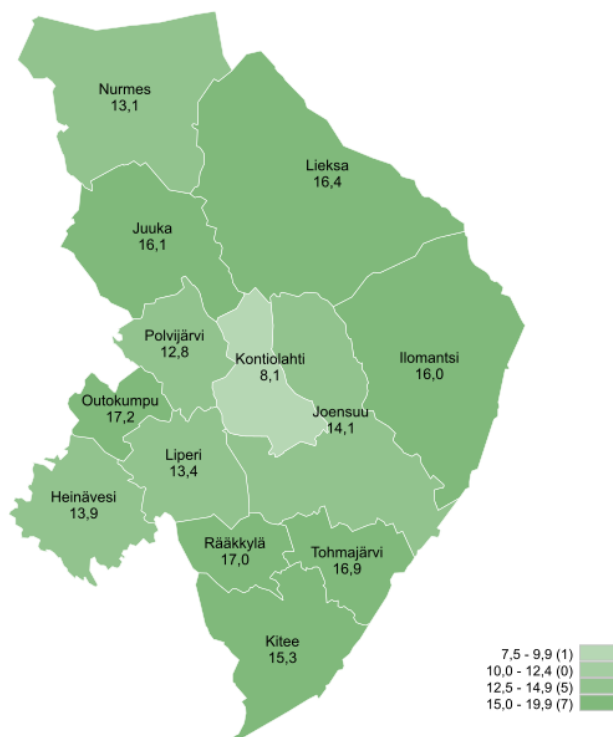 Nurmes
13,1
Lieksa
16,4
Juuka
16,1
Polvijärvi
12,8
Kontiolahti
8,1
Ilomantsi
16,0
Outokumpu
17,2
Joensuu
14,1
Liperi
13,4
Heinävesi
13,9
Rääkkylä
17,0
Tohmajärvi
16,9
Kitee
15,3
7,5 - 9,9 (1)
10,0 - 12,4 (0)
12,5 - 14,9 (5)
15,0 - 19,9 (7)